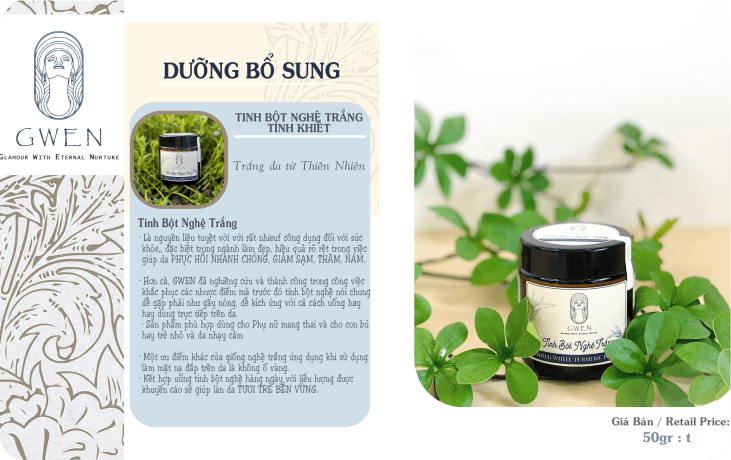 GWEN
GLAMOUR WITH ETERNAL NURTURE
DƯỠNG BỔ SUNG
TINH BỘT NGHỆ TRẮNG
TINH KHIẾT
Trắng da từ Thiên Nhiên
Tinh Bột Nghệ Trắng
- Là nguyên liệu tuyệt vời với rất nhieuf công dụng đối với sức
khỏe,, đặc biệt trong ngành làm đẹp, hiệu quả rõ rệt trong việc
giúp da PHỤC HỒI NHANH CHÓNG, GIẢM SẠM, THÂM, NÁM.
- Hơn cả, GWEN đã nghiêng cứu và thành công trong công việc
khắc phục các nhược điểm mà trước đó tinh bột nghệ nói chung
dễ gặp phải như gây nóng, dễ kích ứng với cả cách uống hay
hay dùng trực tiếp trên da.
- Sản phẩm phù hợp dùng cho Phụ nữ mang thai và cho con bú
hay trẻ nhỏ và da nhạy cảm
- Một ưu điểm khác của giống nghệ trắng ứng dụng khi sử dụng
làm mặt nạ đắp trên da là không ố vàng.
- Kết hợp uống tinh bột nghệ hàng ngày với liều lượng được
khuyến cáo sẽ giúp làn da TƯƠI TRẺ BỀN VỮNG.
GWEN
Tinh Bột Nghệ Trắng
WHITE TURMERIC
Giá Bán / Retail Price:
50gr : t